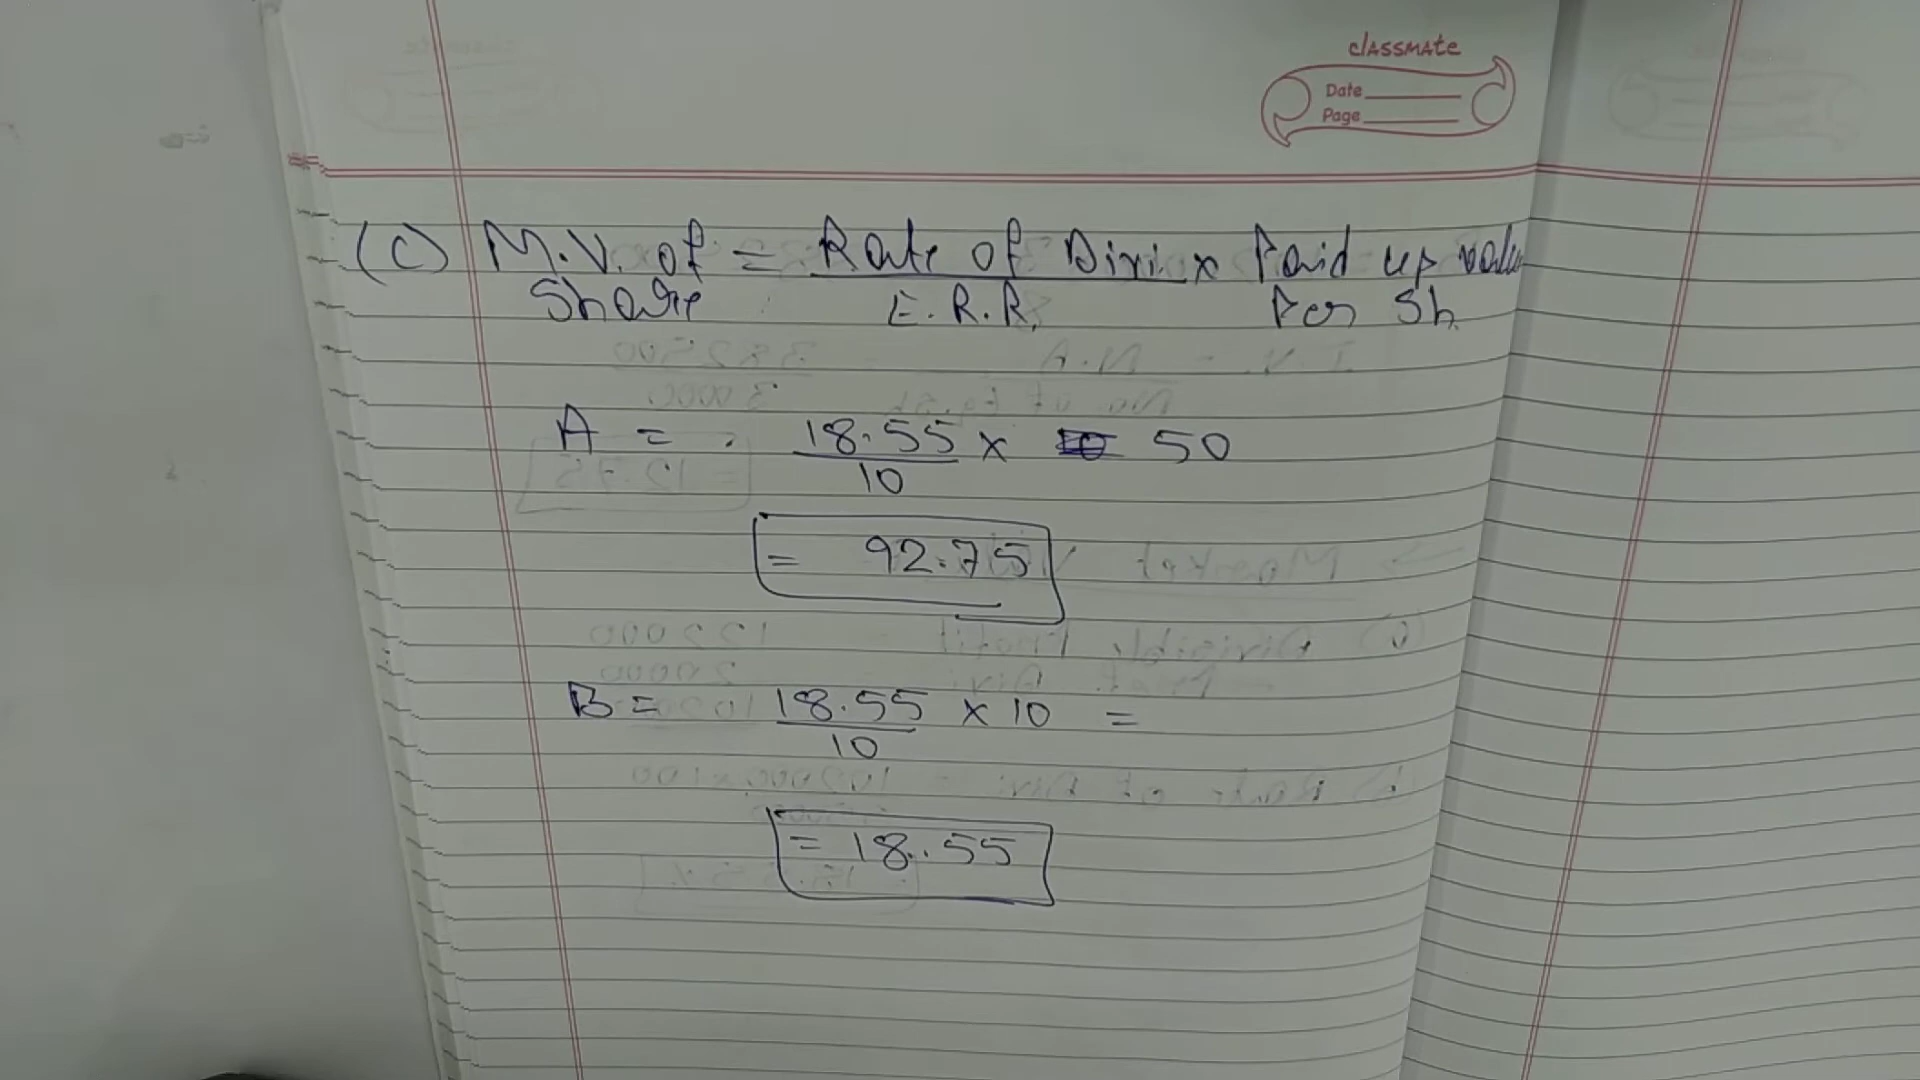 classmate
Date
Page
(C) M.V. of = Rate of Divi. x Paid up value
Share E.R.R. Per Sh.
A = . 18.55 x 50
10
= 92.75
B = 18.55 x 10 =
10
= 18.55